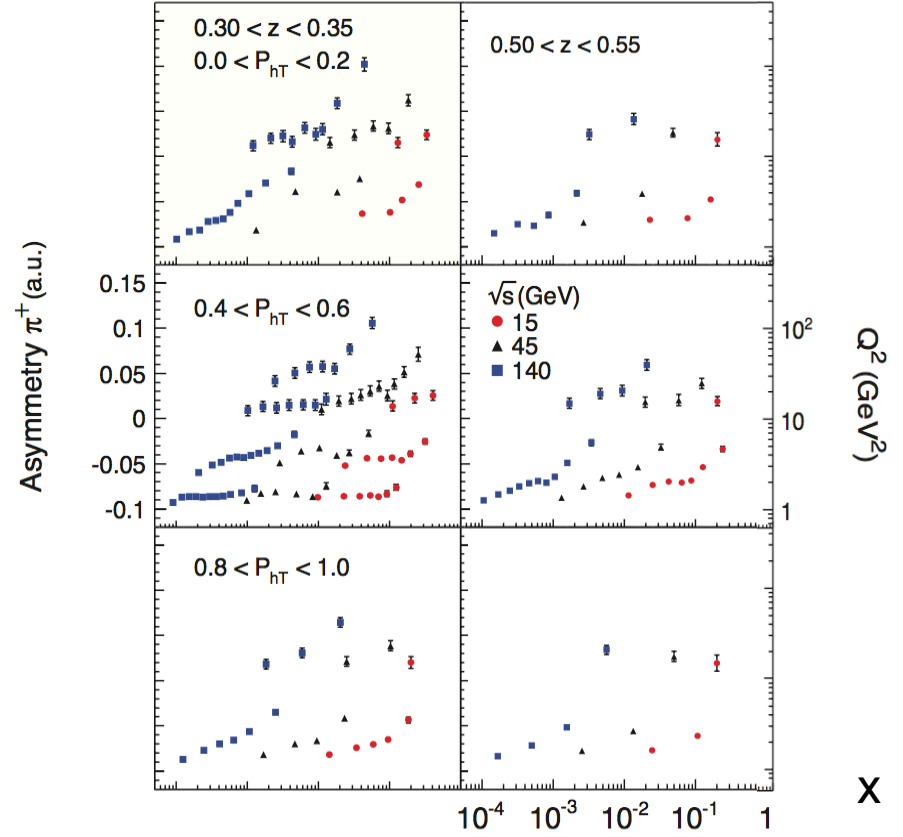 0.30 < z < 0.35
0.0 < P_hT < 0.2
0.50 < z < 0.55
Asymmetry π⁺ (a.u.)
0.15
0.1
0.05
0
-0.05
-0.1
0.4 < P_hT < 0.6
√s (GeV)
15
45
140
10²
10
1
Q² (GeV²)
0.8 < P_hT < 1.0
10⁻⁴ 10⁻³ 10⁻² 10⁻¹ 1
x